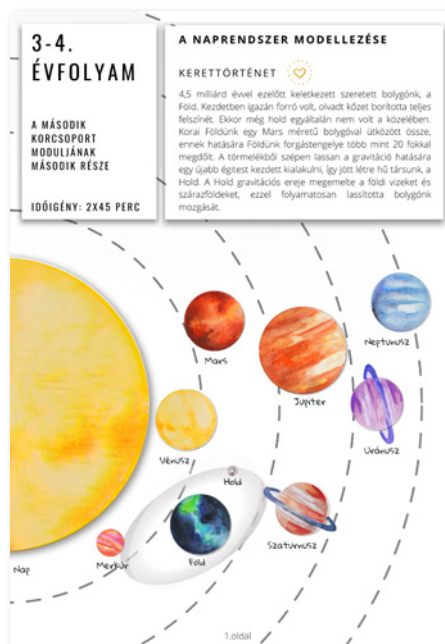 3-4.
ÉVFOLYAM
A MÁSODIK
KORCSOPORT
MODULJÁNAK
MÁSODIK RÉSZE
IDŐIGÉNY: 2X45 PERC
A NAPRENDSZER MODELLEZÉSE
KERETTÖRTÉNET
4,5 milliárd évvel ezelőtt keletkezett szeretett bolygónk, a
Föld. Kezdetben igazán forró volt, olvadt kőzet borította teljes
felszínét. Ekkor még hold egyáltalán nem volt a közelében.
Korai Földünk egy Mars méretű bolygóval ütközött össze,
ennek hatására Földünk forgástengelye több mint 20 fokkal
megdőlt. A törmelékből szépen lassan a gravitáció hatására
egy újabb égitest kezdett kialakulni, így jött létre hű társunk, a
Hold. A Hold gravitációs ereje megemelte a földi vizeket és
szárazföldeket, ezzel folyamatosan lassította bolygónk
mozgását.
Neptunusz
Mars
Jupiter
Uránusz
Vénusz
Hold
Szaturnusz
Merkúr
Föld
Nap
1.oldal